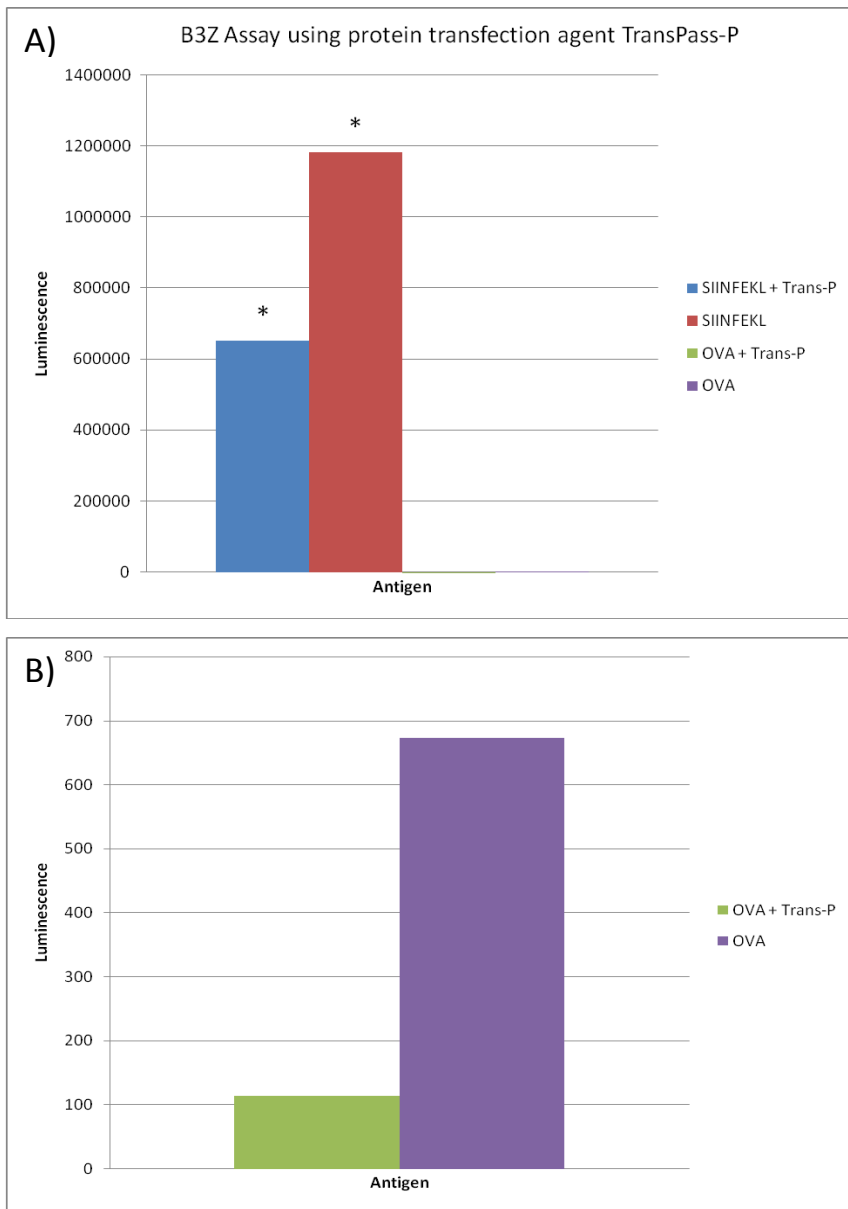 A)
B3Z Assay using protein transfection agent TransPass-P
1400000
1200000
1000000
800000
600000
400000
200000
0
*
*
Luminescence
Antigen
SIINFEKL + Trans-P
SIINFEKL
OVA + Trans-P
OVA
B)
800
700
600
500
400
300
200
100
0
Luminescence
Antigen
OVA + Trans-P
OVA